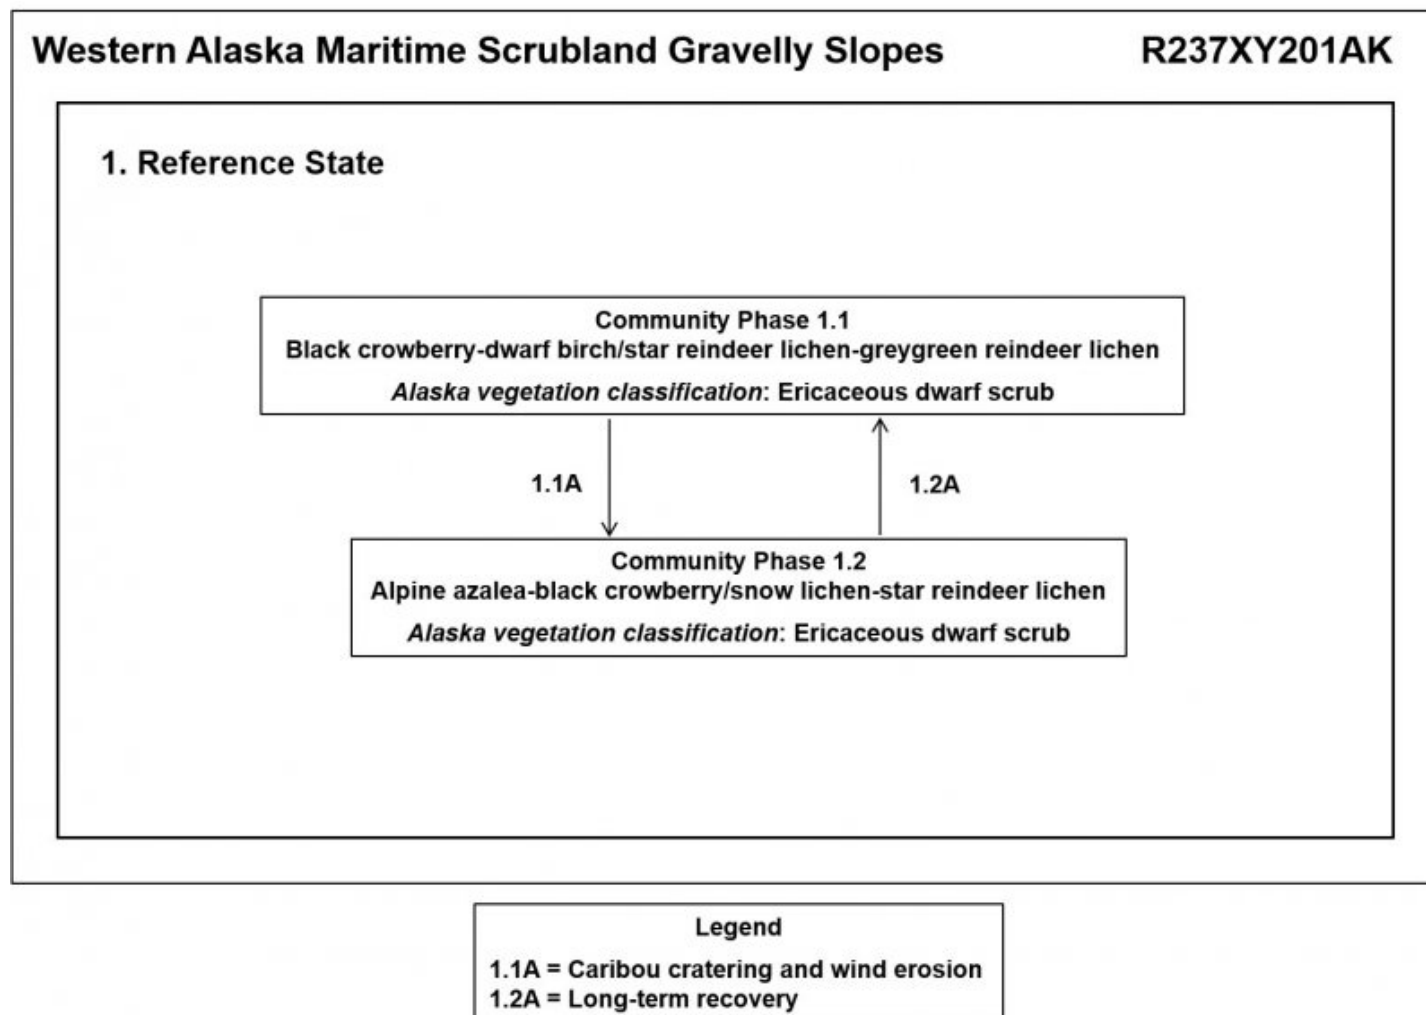 Western Alaska Maritime Scrubland Gravelly Slopes R237XY201AK
1. Reference State
Community Phase 1.1
Black crowberry-dwarf birch/star reindeer lichen-greygreen reindeer lichen
Alaska vegetation classification: Ericaceous dwarf scrub
1.1A 1.2A
Community Phase 1.2
Alpine azalea-black crowberry/snow lichen-star reindeer lichen
Alaska vegetation classification: Ericaceous dwarf scrub
Legend
1.1A = Caribou cratering and wind erosion
1.2A = Long-term recovery